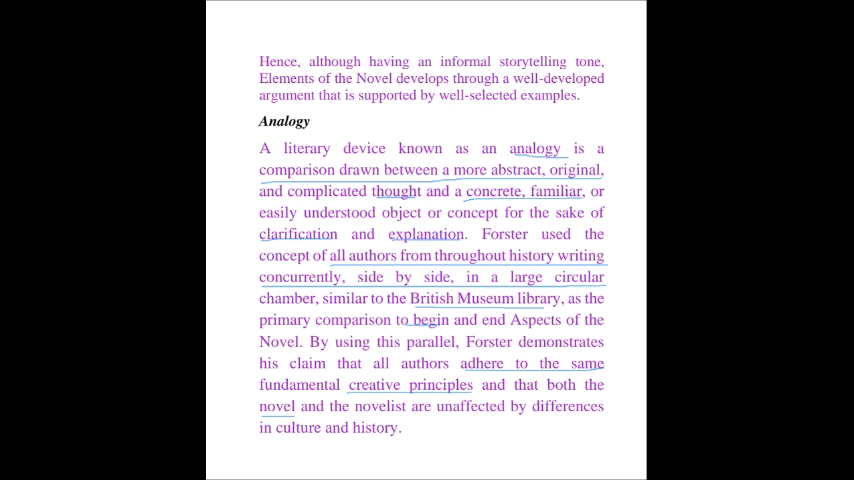 Hence, although having an informal storytelling tone,
Elements of the Novel develops through a well-developed
argument that is supported by well-selected examples.
Analogy
A literary device known as an analogy is a
comparison drawn between a more abstract, original,
and complicated thought and a concrete, familiar, or
easily understood object or concept for the sake of
clarification and explanation. Forster used the
concept of all authors from throughout history writing
concurrently, side by side, in a large circular
chamber, similar to the British Museum library, as the
primary comparison to begin and end Aspects of the
Novel. By using this parallel, Forster demonstrates
his claim that all authors adhere to the same
fundamental creative principles and that both the
novel and the novelist are unaffected by differences
in culture and history.